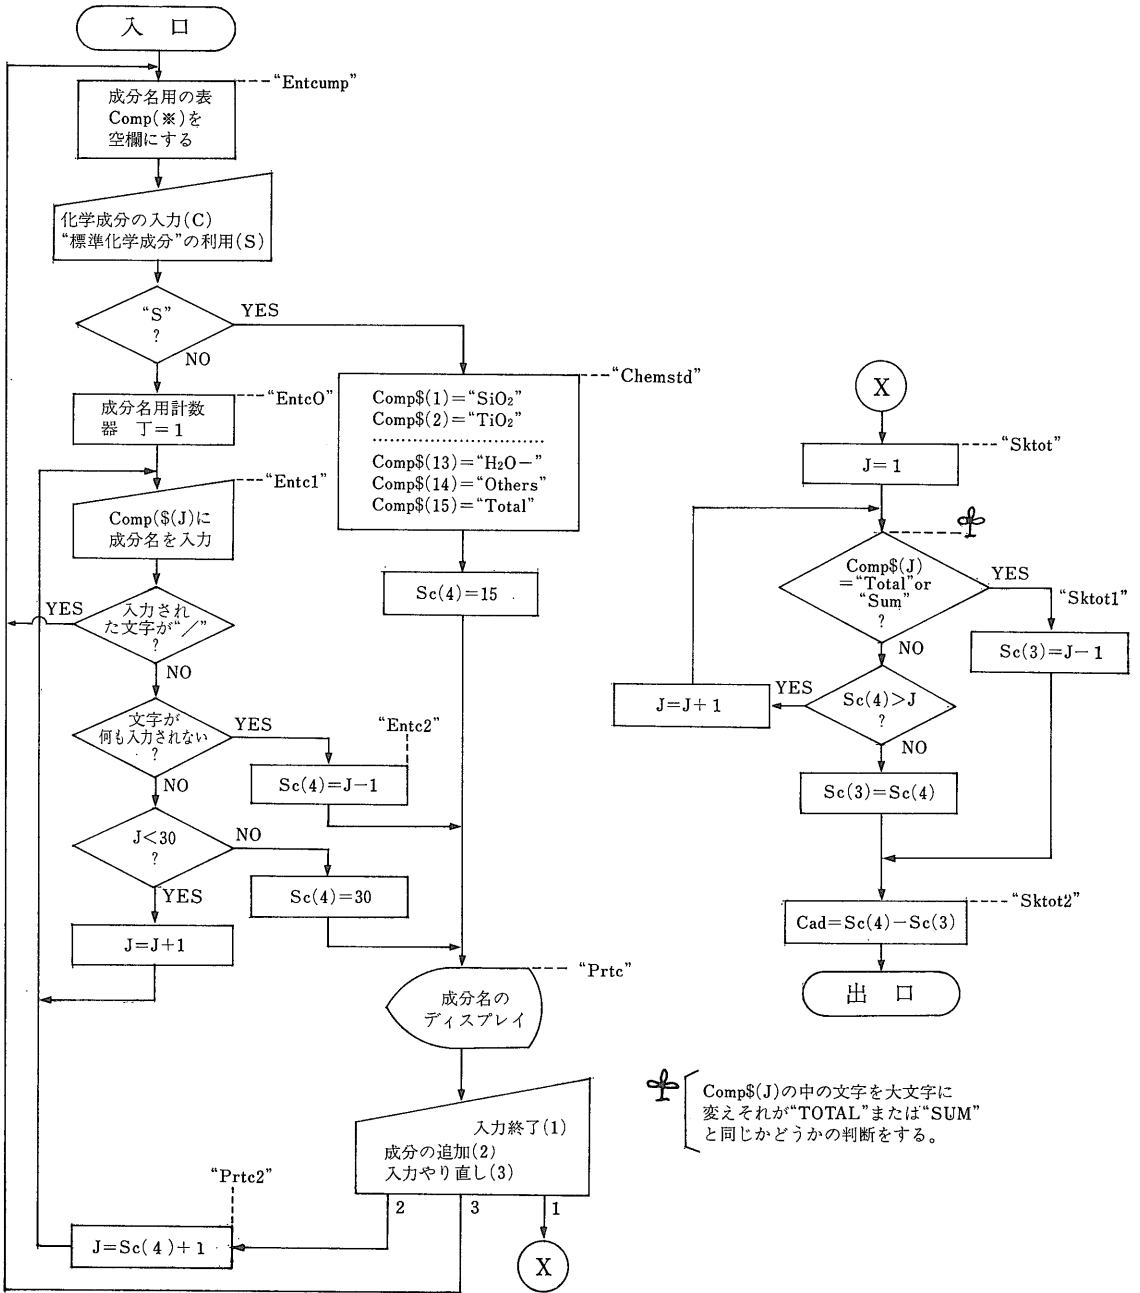 入 口
“Entcump”
成分名用の表
Comp(※)を
空欄にする
化学成分の入力(C)
“標準化学成分”の利用(S)
“S”
?
YES
NO
“Entc0”
成分名用計数
器 丁=1
“Entc1”
Comp($(J)に
成分名を入力
YES
入力され
た文字が“／”
?
NO
文字が
何も入力されない
?
YES
NO
“Entc2”
Sc(4)=J−1
J<30
?
NO
YES
Sc(4)=30
J=J+1
“Chemstd”
Comp$(1)=“SiO₂”
Comp$(2)=“TiO₂”
Comp$(13)=“H₂O−”
Comp$(14)=“Others”
Comp$(15)=“Total”
Sc(4)=15
“Prtc”
成分名の
ディスプレイ
入力終了(1)
成分の追加(2)
入力やり直し(3)
2
3
1
“Prtc2”
J=Sc(4)+1
X
X
“Sktot”
J=1
Comp$(J)
=“Total”or
“Sum”
?
YES
NO
“Sktot1”
Sc(3)=J−1
Sc(4)>J
?
YES
NO
J=J+1
Sc(3)=Sc(4)
“Sktot2”
Cad=Sc(4)−Sc(3)
出 口
Comp$(J)の中の文字を大文字に
変えそれが“TOTAL”または“SUM”
と同じかどうかの判断をする。